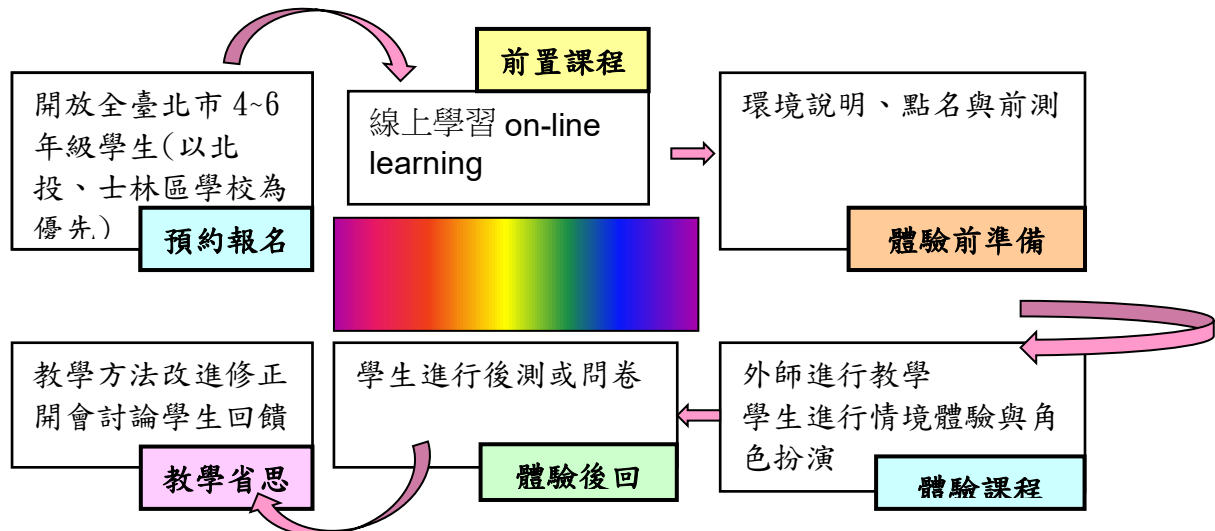 開放全臺北市 4~6
年級學生(以北
投、士林區學校為
優先)
預約報名
前置課程
線上學習 on-line
learning
環境說明、點名與前測
體驗前準備
外師進行教學
學生進行情境體驗與角
色扮演
體驗課程
學生進行後測或問卷
體驗後回
教學方法改進修正
開會討論學生回饋
教學省思